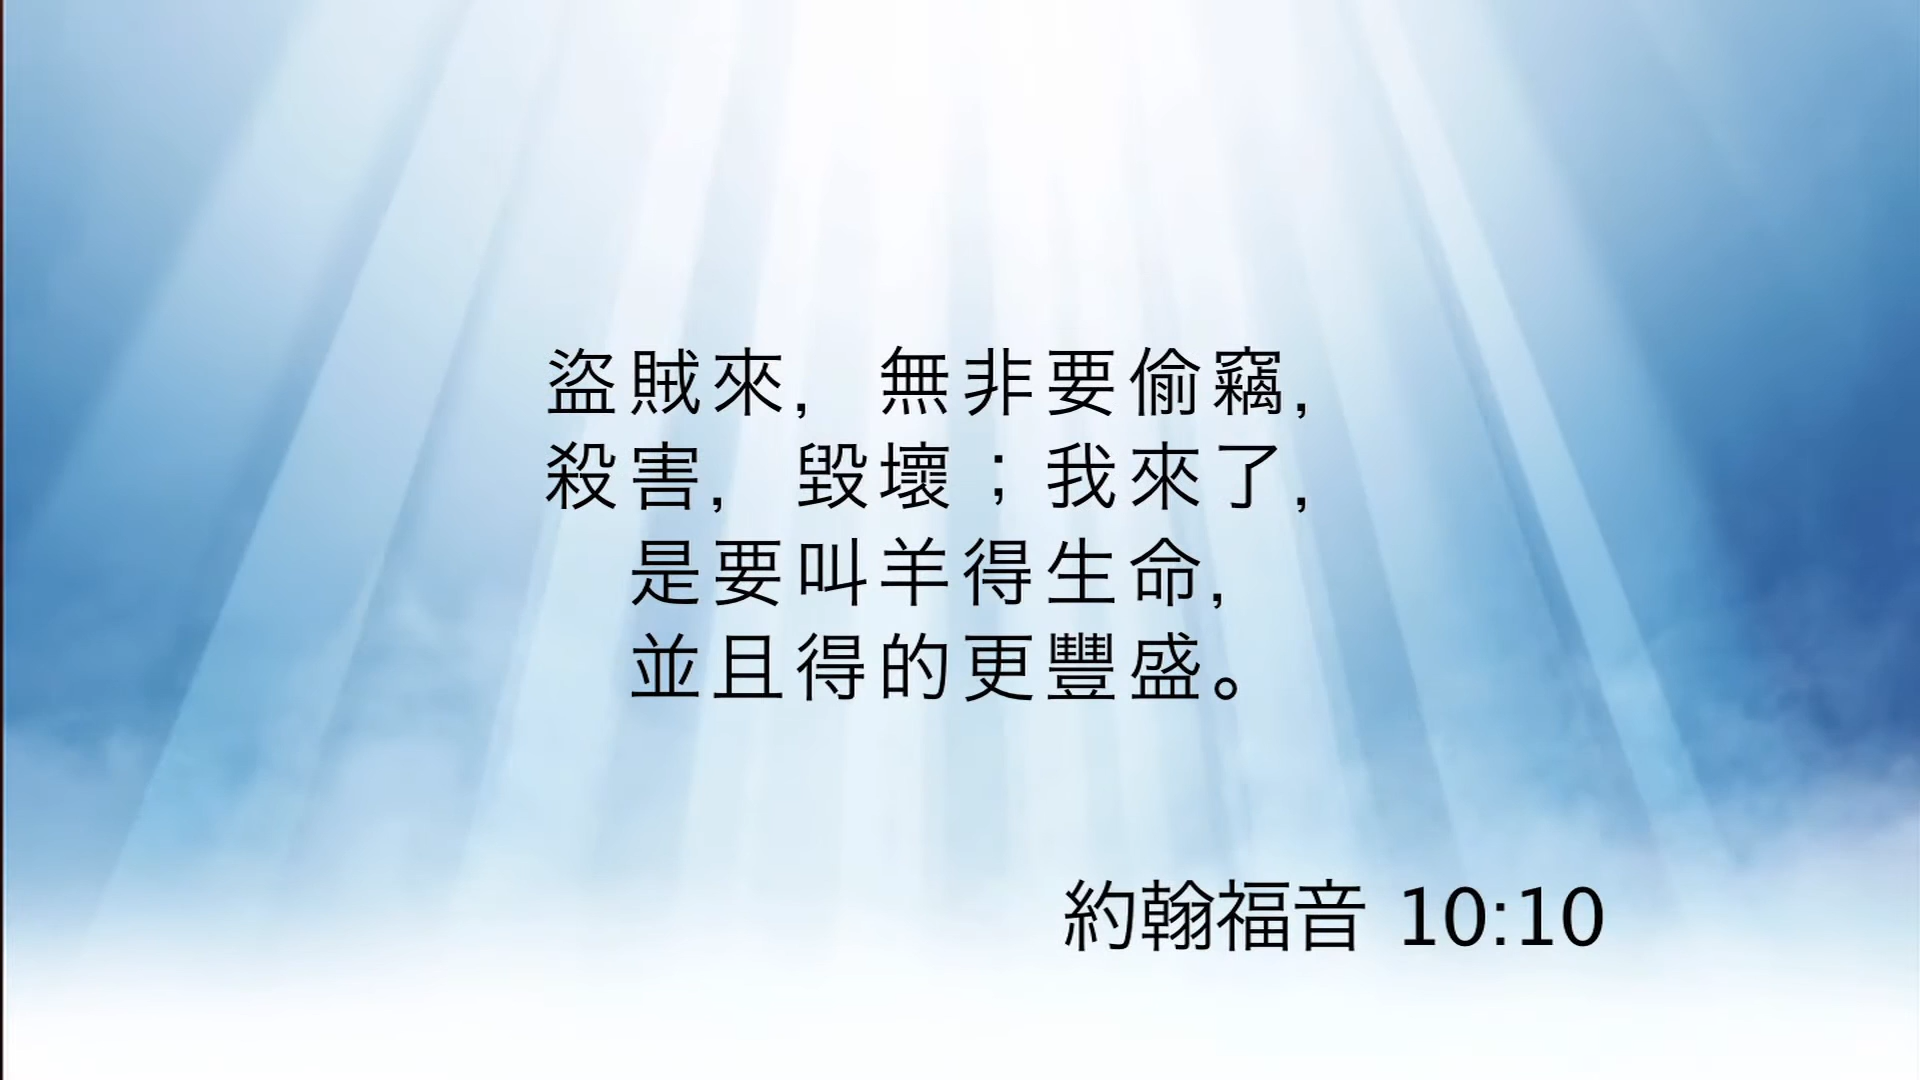 盜賊來，無非要偷竊，
殺害，毀壞；我來了，
是要叫羊得生命，
並且得的更豐盛。
約翰福音 10:10